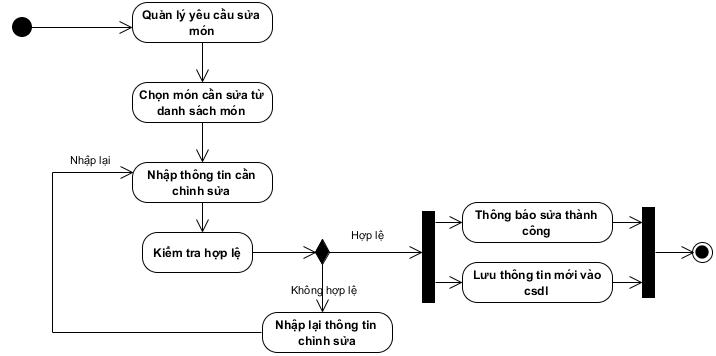 Quản lý yêu cầu sửa
món
Chọn món cần sửa từ
danh sách món
Nhập lại
Nhập thông tin cần
chỉnh sửa
Kiểm tra hợp lệ
Hợp lệ
Thông báo sửa thành
công
Lưu thông tin mới vào
csdl
Không hợp lệ
Nhập lại thông tin
chỉnh sửa